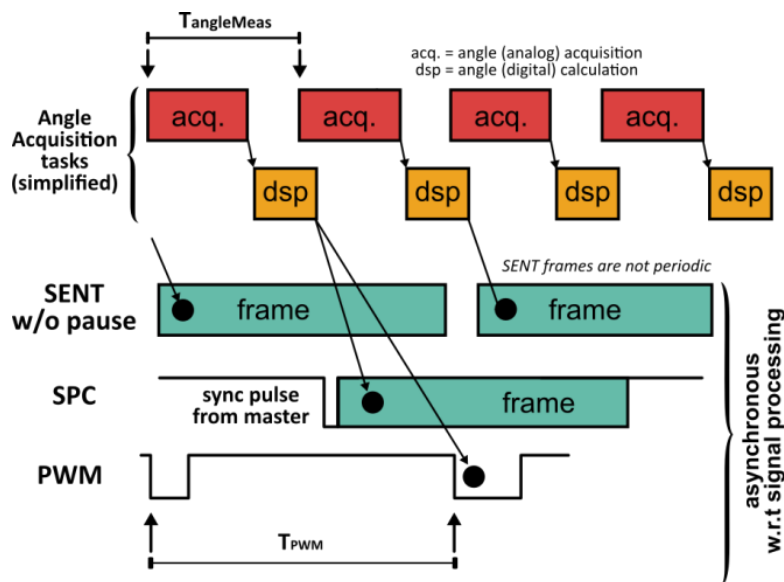 TangleMeas
acq. = angle (analog) acquisition
dsp = angle (digital) calculation
Angle
Acquisition
tasks
(simplified)
acq.
acq.
acq.
acq.
dsp
dsp
dsp
dsp
SENT frames are not periodic
SENT
w/o pause
frame
frame
SPC
sync pulse
from master
frame
PWM
TPWM
asynchronous
w.r.t signal processsing